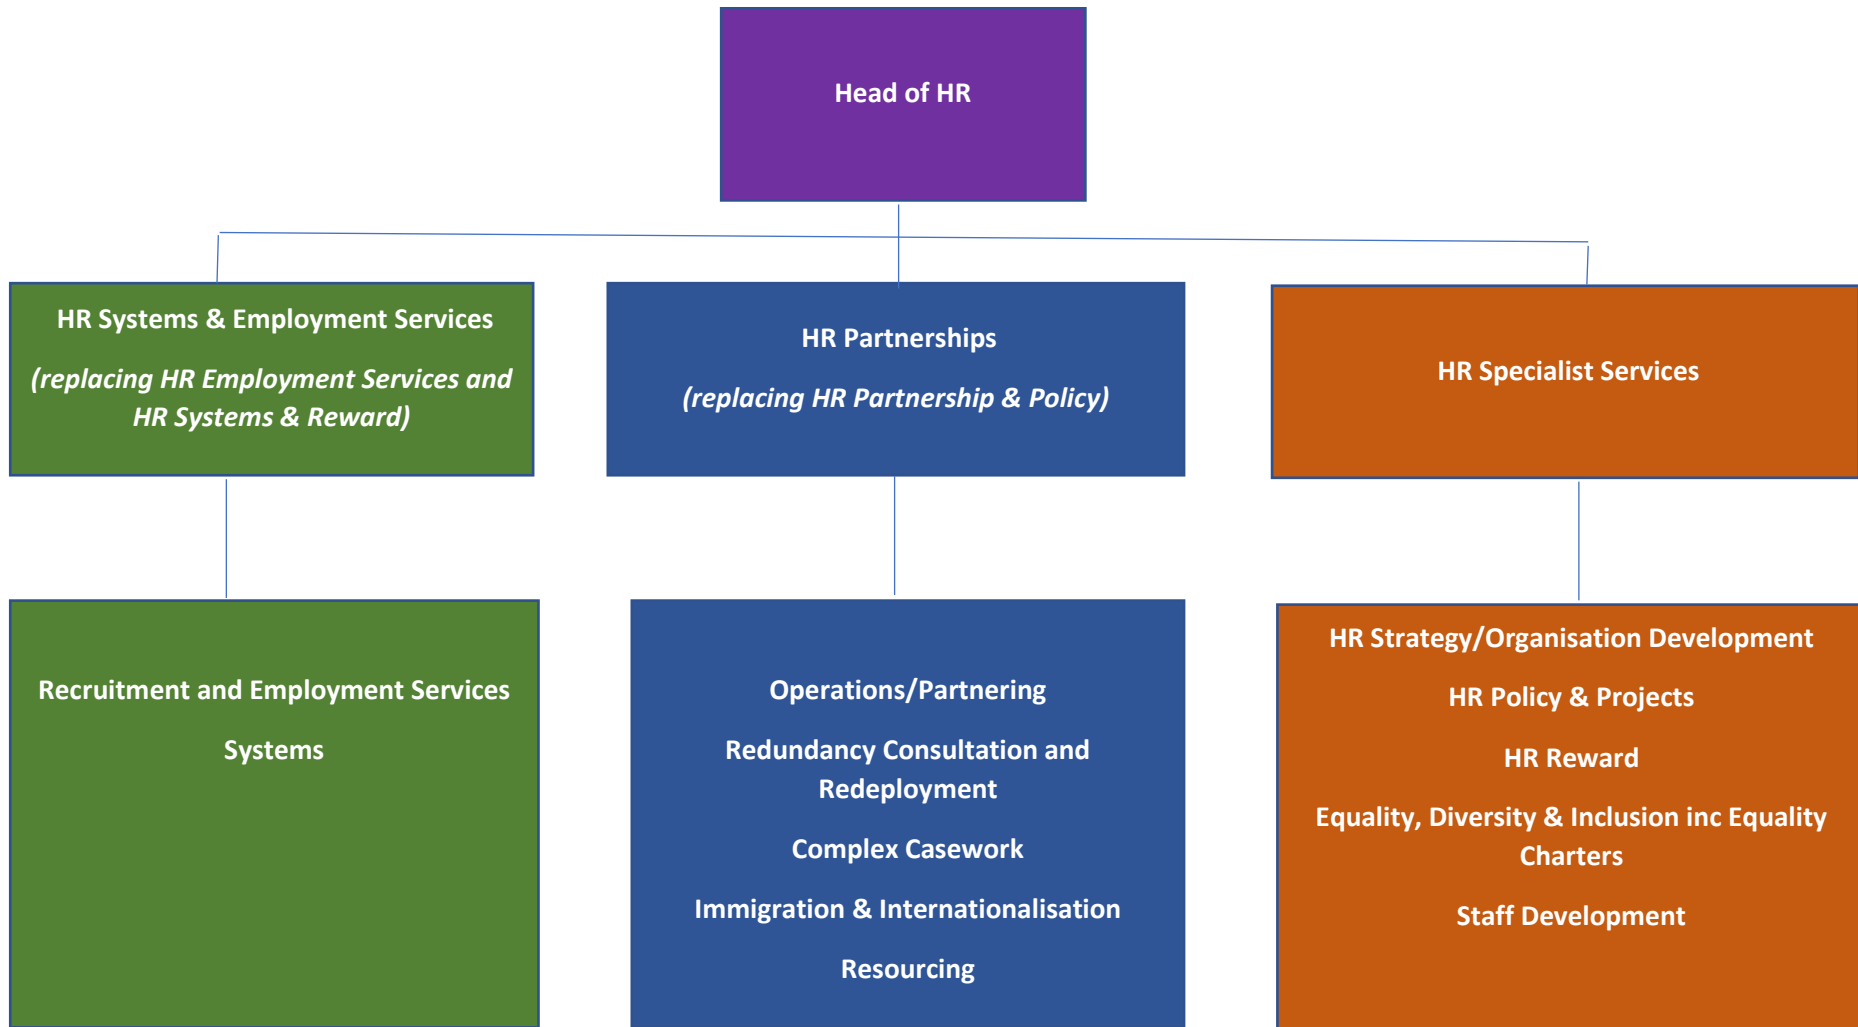 Head of HR
HR Systems & Employment Services
(replacing HR Employment Services and
HR Systems & Reward)
HR Partnerships
(replacing HR Partnership & Policy)
HR Specialist Services
Recruitment and Employment Services
Systems
Operations/Partnering
Redundancy Consultation and
Redeployment
Complex Casework
Immigration & Internationalisation
Resourcing
HR Strategy/Organisation Development
HR Policy & Projects
HR Reward
Equality, Diversity & Inclusion inc Equality
Charters
Staff Development